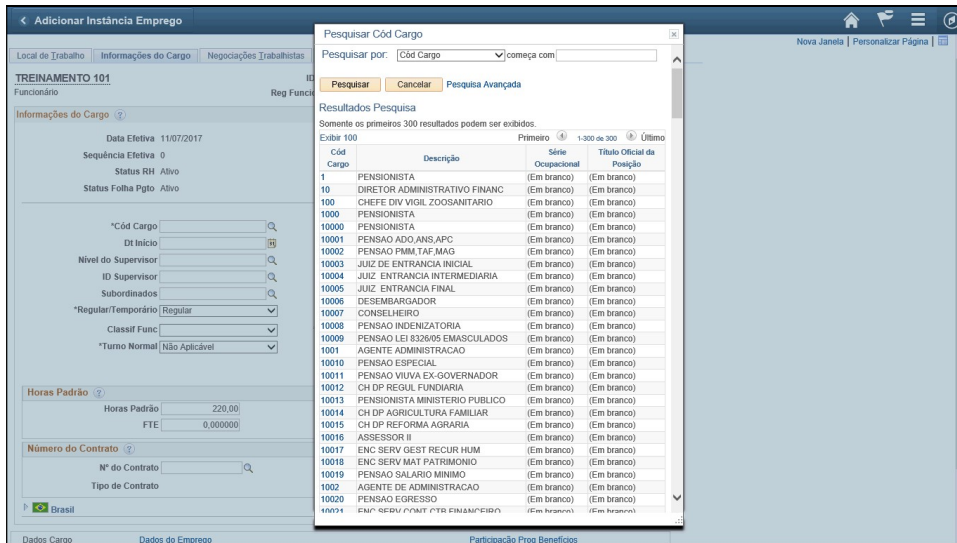 Adicionar Instância Emprego
Nova Janela | Personalizar Página |
Local de Trabalho Informações do Cargo Negociações Trabalhistas
TREINAMENTO 101 ID
Funcionário Reg Funcio
Informações do Cargo
Data Efetiva 11/07/2017
Sequência Efetiva 0
Status RH Ativo
Status Folha Pgto Ativo
*Cód Cargo
Dt Início
Nível do Supervisor
ID Supervisor
Subordinados
*Regular/Temporário Regular
Classif Func
*Turno Normal Não Aplicável
Horas Padrão
Horas Padrão 220,00
FTE 0,000000
Número do Contrato
Nº do Contrato
Tipo de Contrato
Brasil
Dados Cargo Dados do Emprego Participação Prog Benefícios
Pesquisar Cód Cargo
Pesquisar por: Cód Cargo começa com
Pesquisar Cancelar Pesquisa Avançada
Resultados Pesquisa
Somente os primeiros 300 resultados podem ser exibidos.
Exibir 100 Primeiro 1-300 de 300 Último
Cód Cargo Descrição Série Ocupacional Título Oficial da Posição
1 PENSIONISTA (Em branco) (Em branco)
10 DIRETOR ADMINISTRATIVO FINANC (Em branco) (Em branco)
100 CHEFE DIV VIGIL ZOOSANITARIO (Em branco) (Em branco)
1000 PENSIONISTA (Em branco) (Em branco)
10000 PENSIONISTA (Em branco) (Em branco)
10001 PENSAO ADO,ANS,APC (Em branco) (Em branco)
10002 PENSAO PMM,TAF,MAG (Em branco) (Em branco)
10003 JUIZ DE ENTRANCIA INICIAL (Em branco) (Em branco)
10004 JUIZ ENTRANCIA INTERMEDIARIA (Em branco) (Em branco)
10005 JUIZ ENTRANCIA FINAL (Em branco) (Em branco)
10006 DESEMBARGADOR (Em branco) (Em branco)
10007 CONSELHEIRO (Em branco) (Em branco)
10008 PENSAO INDENIZATORIA (Em branco) (Em branco)
10009 PENSAO LEI 8326/05 EMASCULADOS (Em branco) (Em branco)
1001 AGENTE ADMINISTRACAO (Em branco) (Em branco)
10010 PENSAO ESPECIAL (Em branco) (Em branco)
10011 PENSAO VIUVA EX-GOVERNADOR (Em branco) (Em branco)
10012 CH DP REGUL FUNDIARIA (Em branco) (Em branco)
10013 PENSIONISTA MINISTERIO PUBLICO (Em branco) (Em branco)
10014 CH DP AGRICULTURA FAMILIAR (Em branco) (Em branco)
10015 CH DP REFORMA AGRARIA (Em branco) (Em branco)
10016 ASSESSOR II (Em branco) (Em branco)
10017 ENC SERV GEST RECUR HUM (Em branco) (Em branco)
10018 ENC SERV MAT PATRIMONIO (Em branco) (Em branco)
10019 PENSAO SALARIO MINIMO (Em branco) (Em branco)
1002 AGENTE DE ADMINISTRACAO (Em branco) (Em branco)
10020 PENSAO EGRESSO (Em branco) (Em branco)
10021 ENC SERV CONT CTB FINANCEIRO (Em branco) (Em branco)